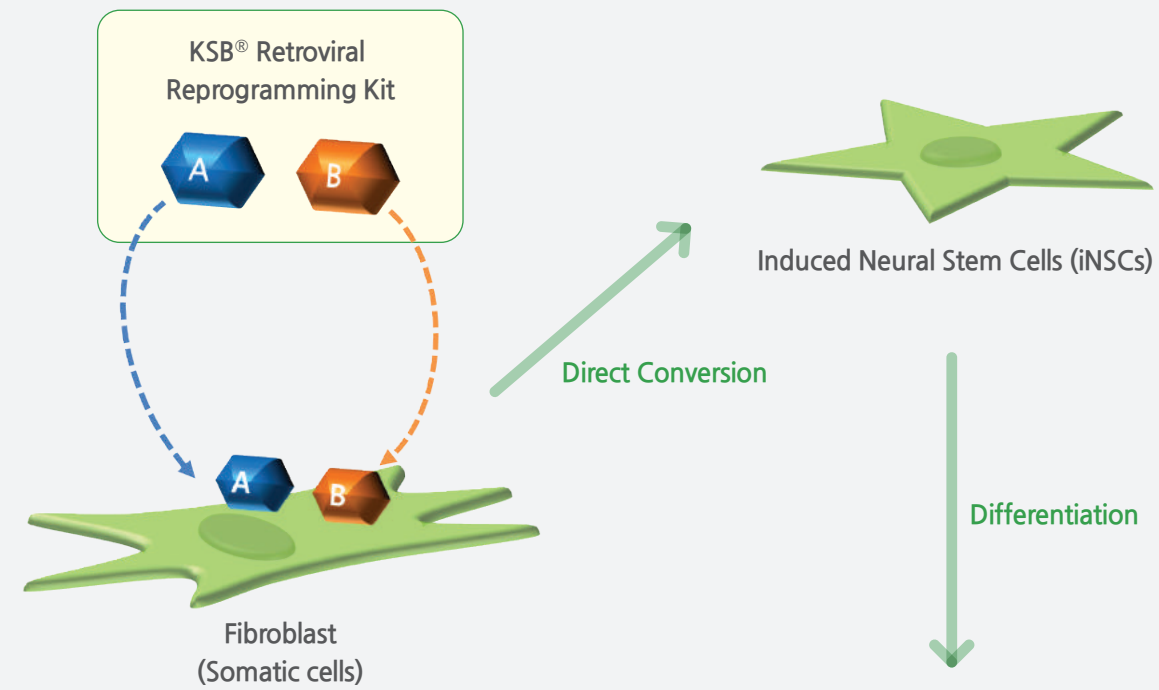 KSB® Retroviral
Reprogramming Kit
A
B
Induced Neural Stem Cells (iNSCs)
Direct Conversion
A
B
Differentiation
Fibroblast
(Somatic cells)